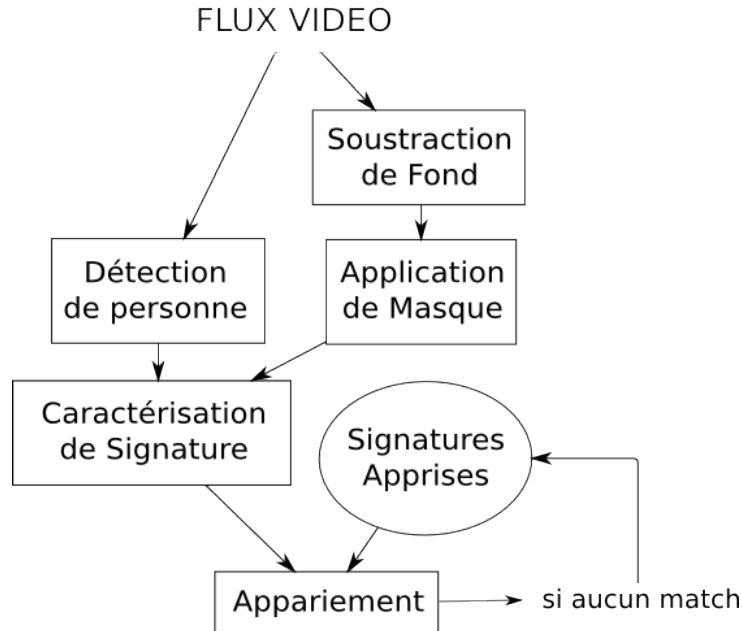 FLUX VIDEO
Soustraction
de Fond
Détection
de personne
Application
de Masque
Caractérisation
de Signature
Signatures
Apprises
Appariement
si aucun match